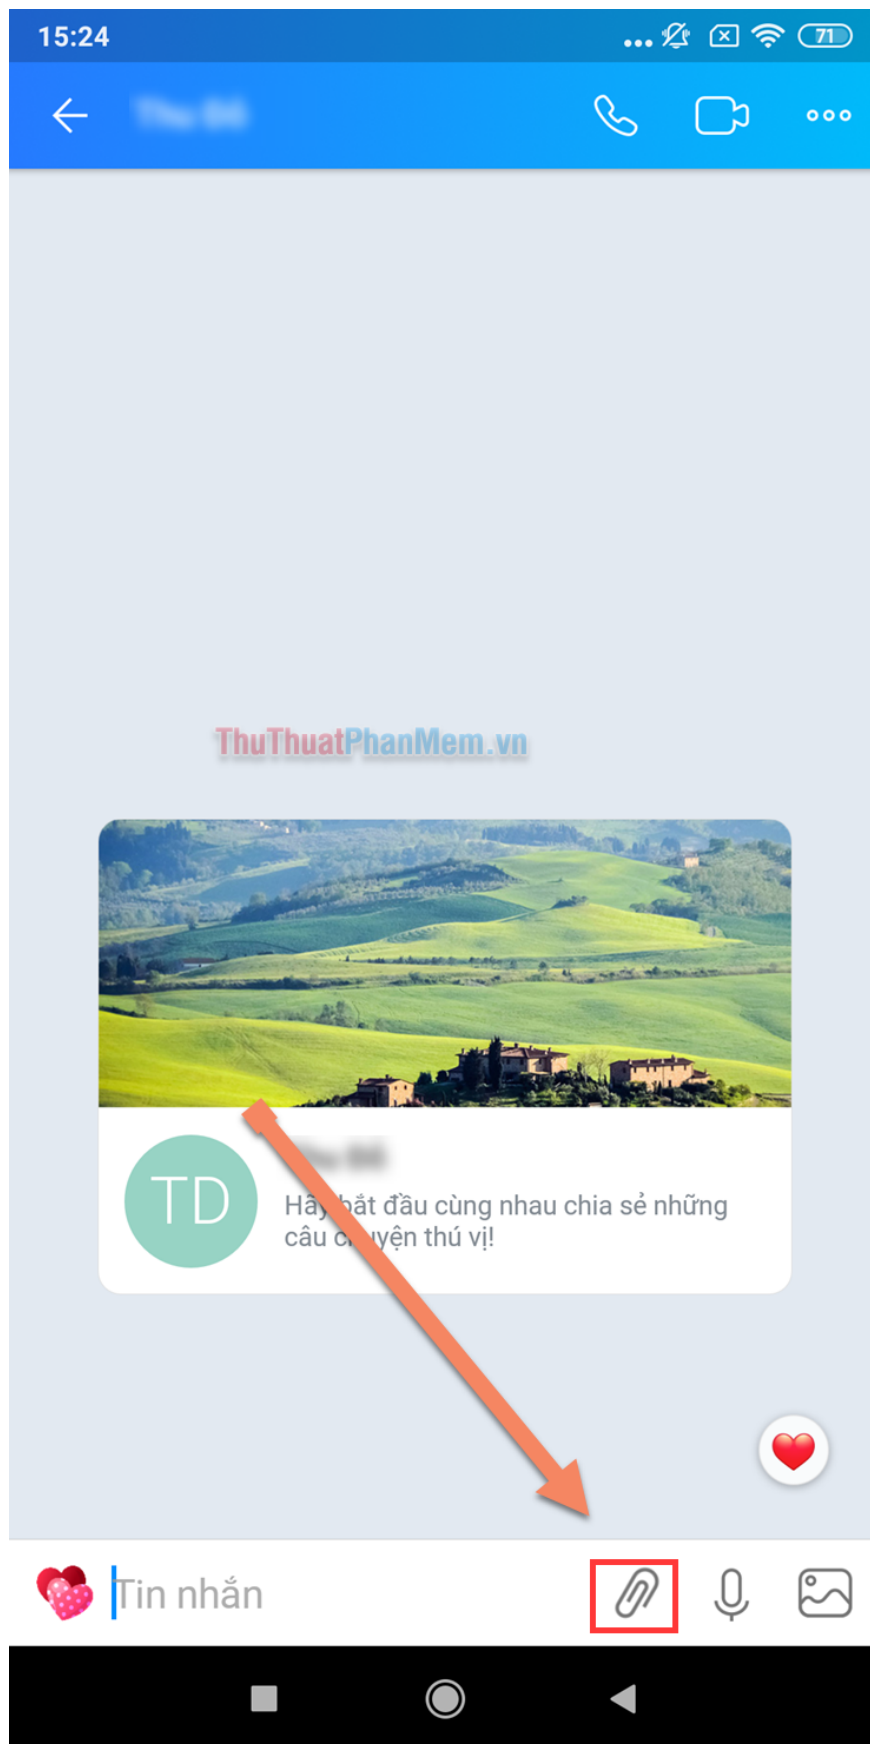 15:24
71
ThuThuatPhanMem.vn
TD
Hãy bắt đầu cùng nhau chia sẻ những
câu chuyện thú vị!
Tin nhắn